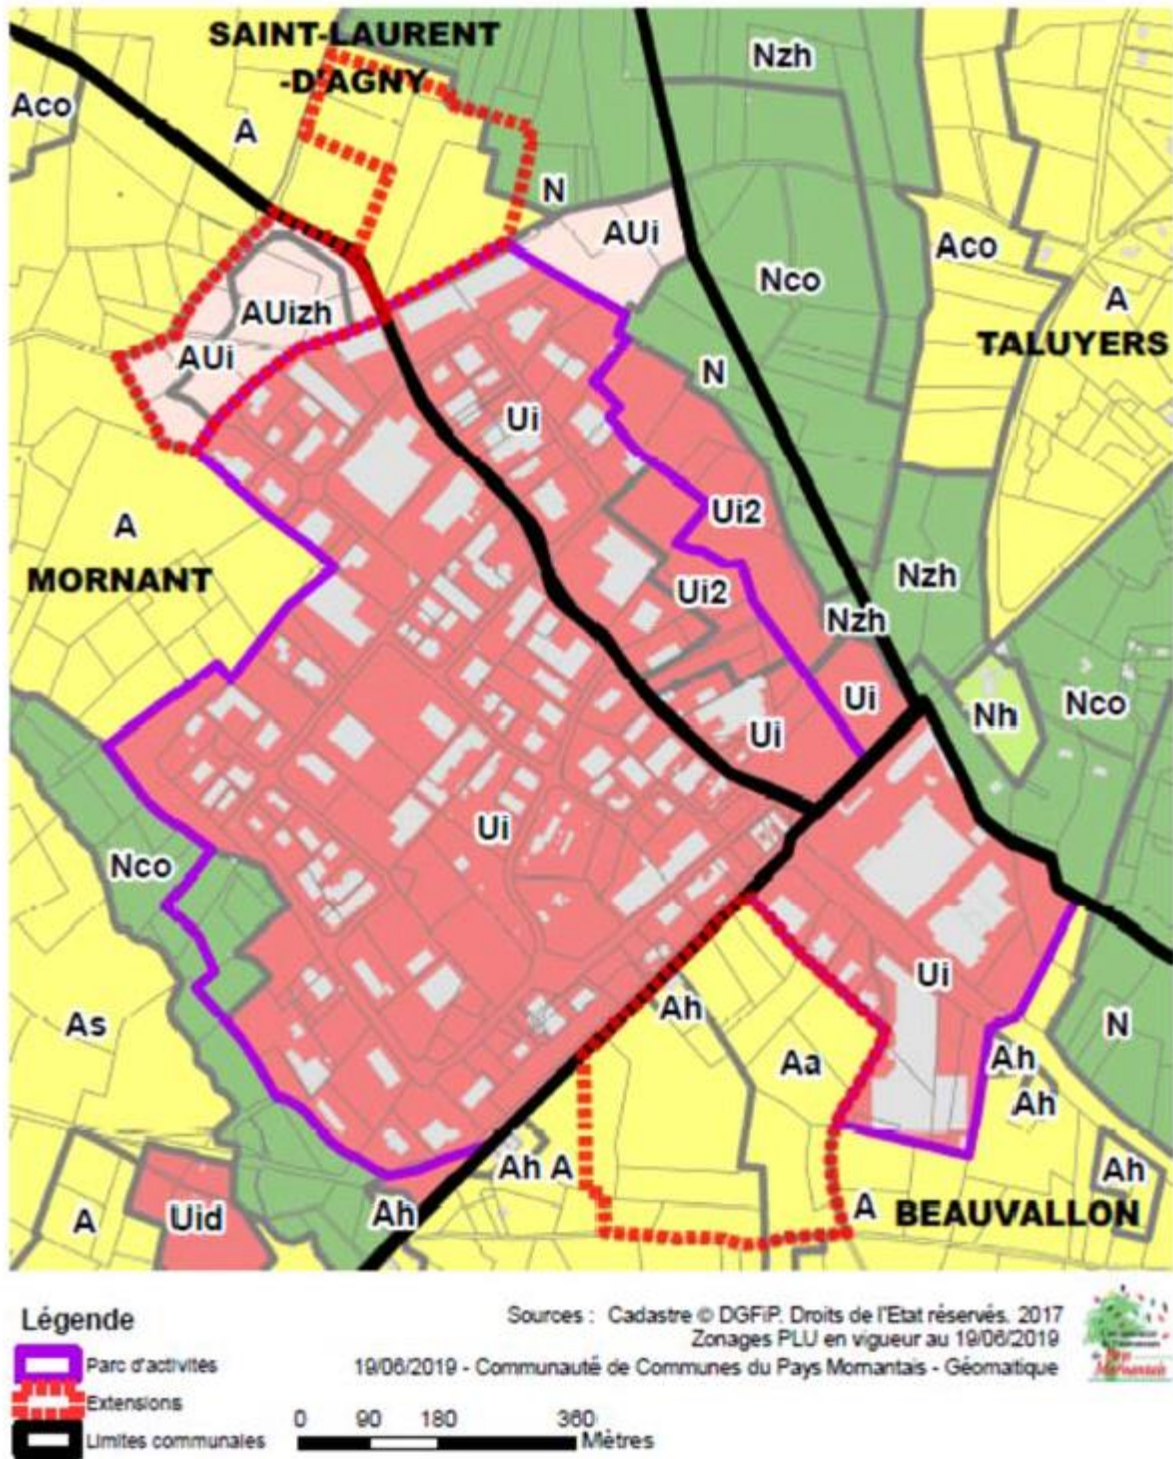 SAINT-LAURENT
-D'AGNY
Nzh
Aco
A
N
AUi
Aco
Nco
A
TALUYERS
AUizh
AUi
N
Ui
A
MORNANT
Ui2
Ui2
Nzh
Nzh
Ui
Nh
Nco
Ui
Ui
Nco
Ui
As
Ah
Aa
N
Ah
Ah
Ah A
Ah
A
Uid
Ah
A
BEAUVALLON
Légende
Parc d'activités
Extensions
Limites communales
Sources : Cadastre © DGFiP. Droits de l'Etat réservés. 2017
Zonages PLU en vigueur au 19/06/2019
19/06/2019 - Communauté de Communes du Pays Mornantais - Géomatique
0 90 180 360
Mètres